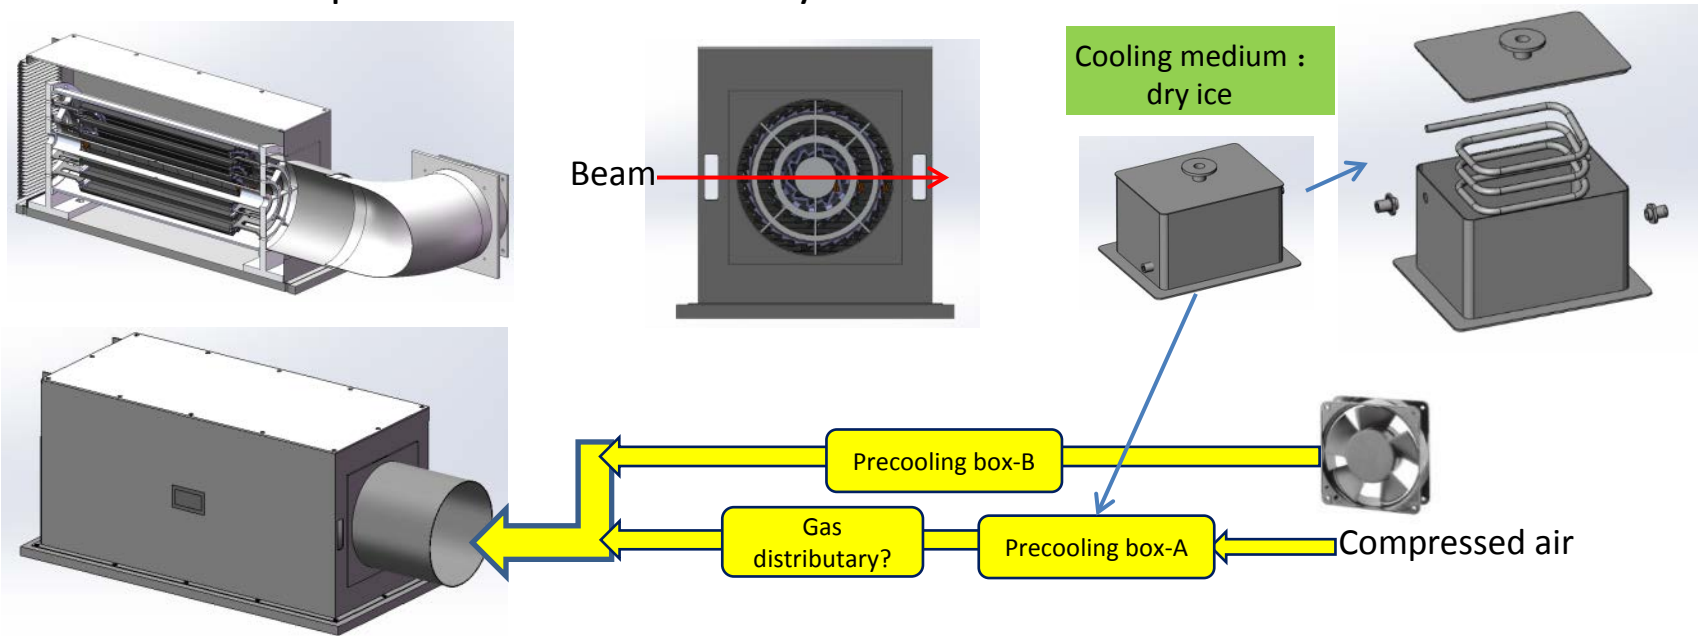 Cooling medium：
dry ice
Beam
Precooling box-B
Gas
distributary?
Precooling box-A
Compressed air